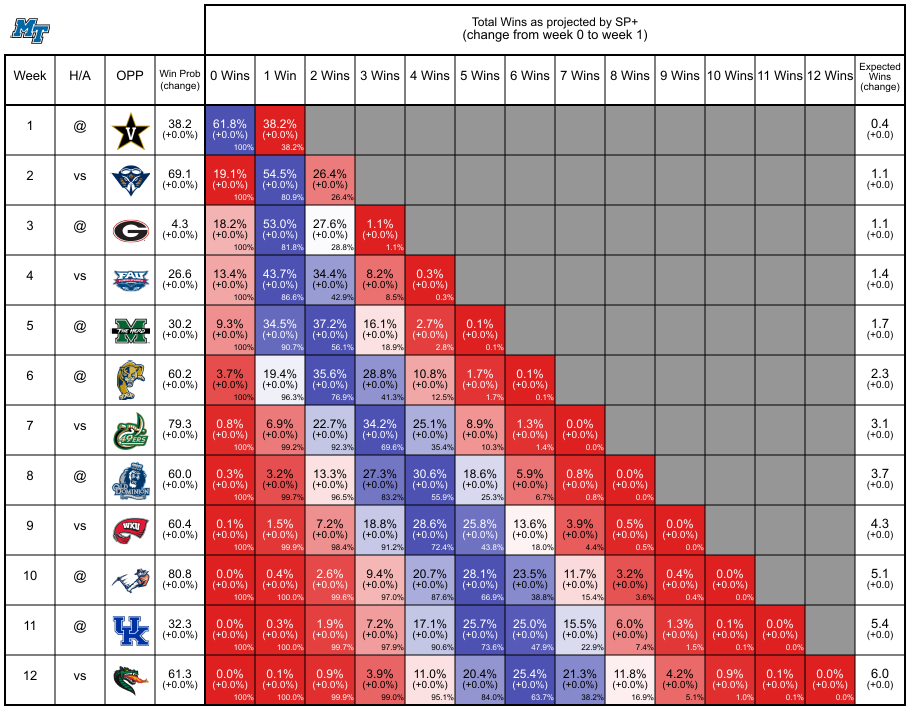 MT
Total Wins as projected by SP+
(change from week 0 to week 1)
Week H/A OPP Win Prob (change) 0 Wins 1 Win 2 Wins 3 Wins 4 Wins 5 Wins 6 Wins 7 Wins 8 Wins 9 Wins 10 Wins 11 Wins 12 Wins Expected Wins (change)
1 @ V 38.2 61.8% 38.2% 0.4
(+0.0%) (+0.0%) (+0.0%) (+0.0)
100% 38.2%
2 vs 69.1 19.1% 54.5% 26.4% 1.1
(+0.0%) (+0.0%) (+0.0%) (+0.0%) (+0.0)
100% 80.9% 26.4%
3 @ G 4.3 18.2% 53.0% 27.6% 1.1% 1.1
(+0.0%) (+0.0%) (+0.0%) (+0.0%) (+0.0%) (+0.0)
100% 81.8% 28.8% 1.1%
4 vs FAU 26.6 13.4% 43.7% 34.4% 8.2% 0.3% 1.4
(+0.0%) (+0.0%) (+0.0%) (+0.0%) (+0.0%) (+0.0%) (+0.0)
100% 86.6% 42.9% 8.5% 0.3%
5 @ M THE HERD 30.2 9.3% 34.5% 37.2% 16.1% 2.7% 0.1% 1.7
(+0.0%) (+0.0%) (+0.0%) (+0.0%) (+0.0%) (+0.0%) (+0.0%) (+0.0)
100% 90.7% 56.1% 18.9% 2.8% 0.1%
6 @ 60.2 3.7% 19.4% 35.6% 28.8% 10.8% 1.7% 0.1% 2.3
(+0.0%) (+0.0%) (+0.0%) (+0.0%) (+0.0%) (+0.0%) (+0.0%) (+0.0%) (+0.0)
100% 96.3% 76.9% 41.3% 12.5% 1.7% 0.1%
7 vs 49ERS 79.3 0.8% 6.9% 22.7% 34.2% 25.1% 8.9% 1.3% 0.0% 3.1
(+0.0%) (+0.0%) (+0.0%) (+0.0%) (+0.0%) (+0.0%) (+0.0%) (+0.0%) (+0.0%) (+0.0)
100% 99.2% 92.3% 69.6% 35.4% 10.3% 1.4% 0.0%
8 @ OLD DOMINION 60.0 0.3% 3.2% 13.3% 27.3% 30.6% 18.6% 5.9% 0.8% 0.0% 3.7
(+0.0%) (+0.0%) (+0.0%) (+0.0%) (+0.0%) (+0.0%) (+0.0%) (+0.0%) (+0.0%) (+0.0%) (+0.0)
100% 99.7% 96.5% 83.2% 55.9% 25.3% 6.7% 0.8% 0.0%
9 vs WKU 60.4 0.1% 1.5% 7.2% 18.8% 28.6% 25.8% 13.6% 3.9% 0.5% 0.0% 4.3
(+0.0%) (+0.0%) (+0.0%) (+0.0%) (+0.0%) (+0.0%) (+0.0%) (+0.0%) (+0.0%) (+0.0%) (+0.0%) (+0.0)
100% 99.9% 98.4% 91.2% 72.4% 43.8% 18.0% 4.4% 0.5% 0.0%
10 @ 80.8 0.0% 0.4% 2.6% 9.4% 20.7% 28.1% 23.5% 11.7% 3.2% 0.4% 0.0% 5.1
(+0.0%) (+0.0%) (+0.0%) (+0.0%) (+0.0%) (+0.0%) (+0.0%) (+0.0%) (+0.0%) (+0.0%) (+0.0%) (+0.0%) (+0.0)
100% 100.0% 99.6% 97.0% 87.6% 66.9% 38.8% 15.4% 3.6% 0.4% 0.0%
11 @ UK 32.3 0.0% 0.3% 1.9% 7.2% 17.1% 25.7% 25.0% 15.5% 6.0% 1.3% 0.1% 0.0% 5.4
(+0.0%) (+0.0%) (+0.0%) (+0.0%) (+0.0%) (+0.0%) (+0.0%) (+0.0%) (+0.0%) (+0.0%) (+0.0%) (+0.0%) (+0.0%) (+0.0)
100% 100.0% 99.7% 97.9% 90.6% 73.6% 47.9% 22.9% 7.4% 1.5% 0.1% 0.0%
12 vs 61.3 0.0% 0.1% 0.9% 3.9% 11.0% 20.4% 25.4% 21.3% 11.8% 4.2% 0.9% 0.1% 0.0% 6.0
(+0.0%) (+0.0%) (+0.0%) (+0.0%) (+0.0%) (+0.0%) (+0.0%) (+0.0%) (+0.0%) (+0.0%) (+0.0%) (+0.0%) (+0.0%) (+0.0%) (+0.0)
100% 100.0% 99.9% 99.0% 95.1% 84.0% 63.7% 38.2% 16.9% 5.1% 1.0% 0.1% 0.0%